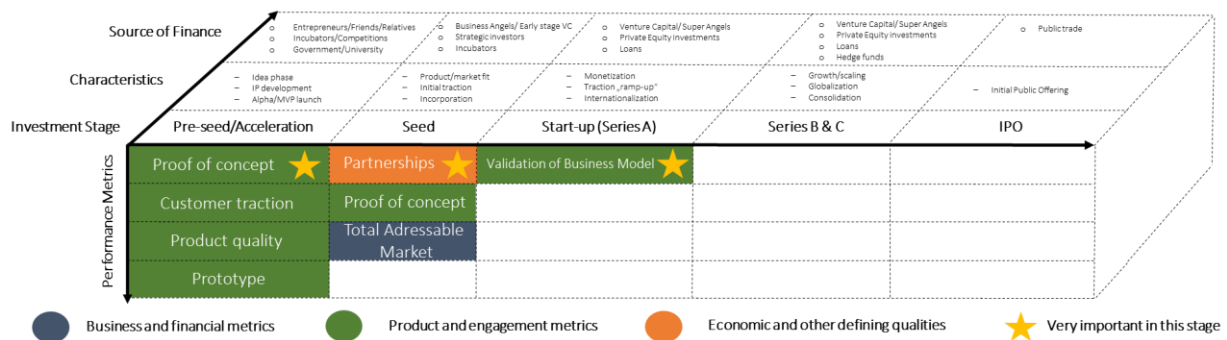 Source of Finance
o Entrepreneurs/Friends/Relatives
o Incubators/Competitions
o Government/University
o Business Angels/ Early stage VC
o Strategic investors
o Incubators
o Venture Capital/ Super Angels
o Private Equity investments
o Loans
o Venture Capital/ Super Angels
o Private Equity investments
o Loans
o Hedge funds
o Public trade
Characteristics
– Idea phase
– IP development
– Alpha/MVP launch
– Product/market fit
– Initial traction
– Incorporation
– Monetization
– Traction „ramp-up“
– Internationalization
– Growth/scaling
– Globalization
– Consolidation
– Initial Public Offering
Investment Stage
Pre-seed/Acceleration
Seed
Start-up (Series A)
Series B & C
IPO
Performance Metrics
Proof of concept
Partnerships
Validation of Business Model
Customer traction
Proof of concept
Product quality
Total Adressable
Market
Prototype
Business and financial metrics
Product and engagement metrics
Economic and other defining qualities
Very important in this stage